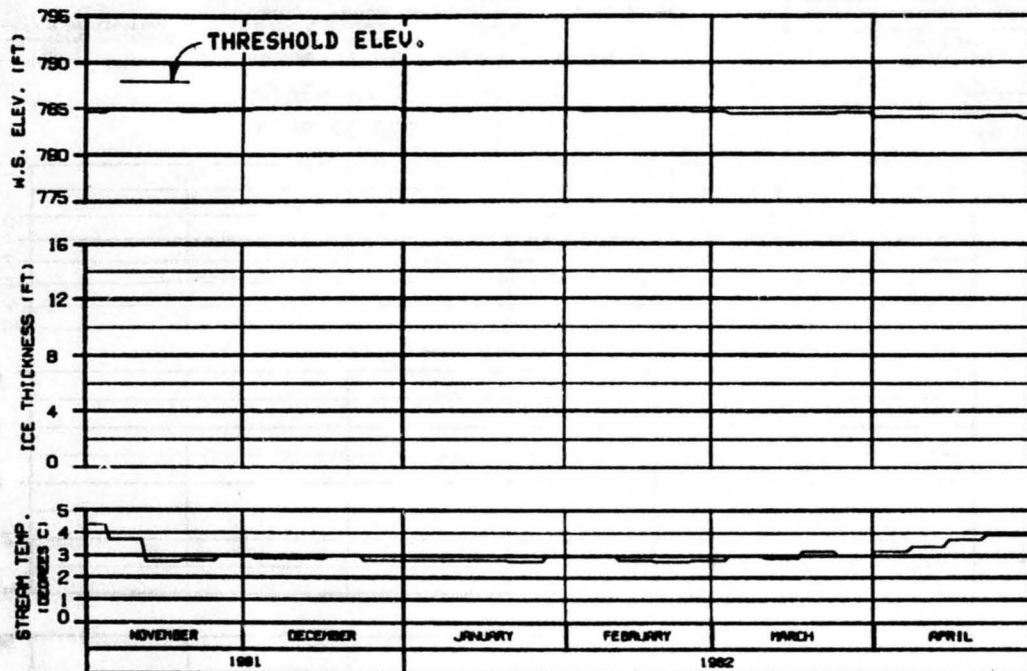 W.S. ELEV. (FT)
795
790
785
780
775
THRESHOLD ELEV.
ICE THICKNESS (FT)
16
12
8
4
0
STREAM TEMP.
(DEGREES C)
5
4
3
2
1
0
NOVEMBER DECEMBER JANUARY FEBRUARY MARCH APRIL
1981 1982